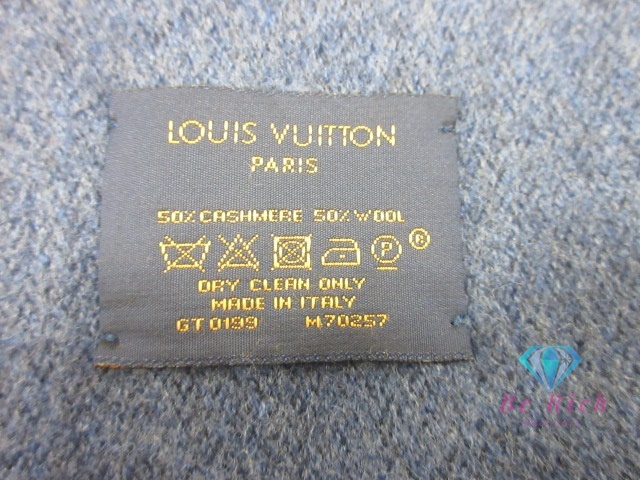 LOUIS VUITTON
PARIS
50% CASHMERE 50% WOOL
P ®
DRY CLEAN ONLY
MADE IN ITALY
GT 0199 M70257
Be Rich